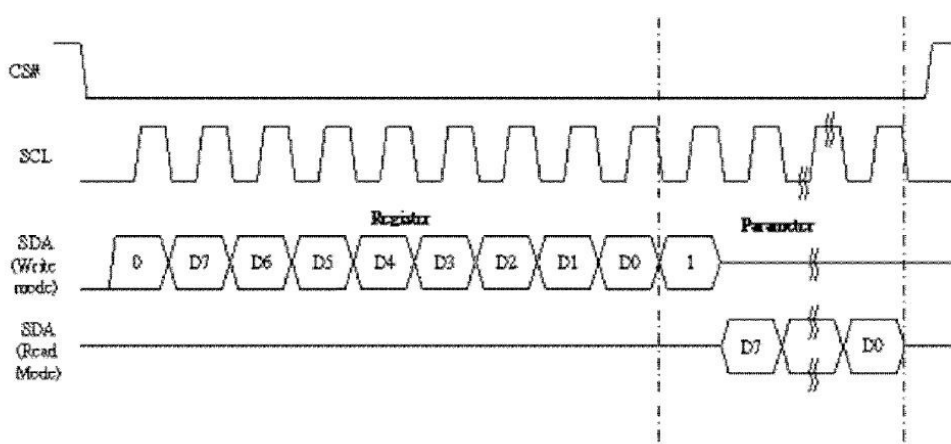 CS#
SCL
Register
Parameter
SDA
(Write
mode)
0 D7 D6 D5 D4 D3 D2 D1 D0 1
SDA
(Read
Mode)
D7 D0